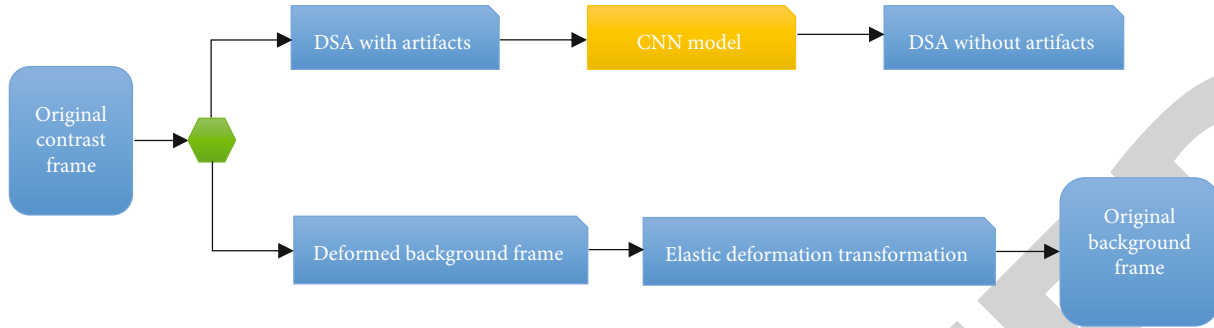 DSA with artifacts
CNN model
DSA without artifacts
Original
contrast
frame
Deformed background frame
Elastic deformation transformation
Original
background
frame